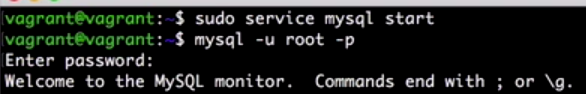 vagrant@vagrant:~$ sudo service mysql start
vagrant@vagrant:~$ mysql -u root -p
Enter password:
Welcome to the MySQL monitor.  Commands end with ; or \g.